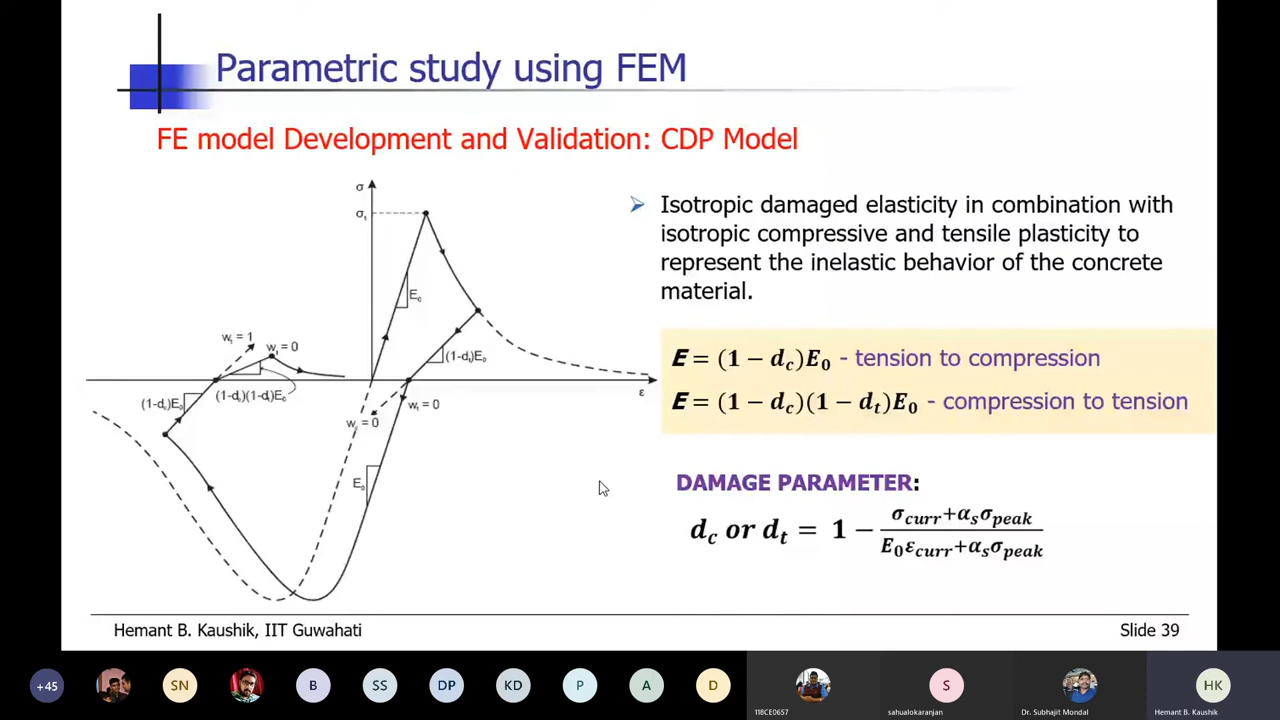 Parametric study using FEM
FE model Development and Validation: CDP Model
σ
σt
E0
(1-dt)E0
wt = 1
wt = 0
(1-dc)E0
(1-dt)(1-dc)E0
wt = 0
wc = 0
E0
ε
Isotropic damaged elasticity in combination with
isotropic compressive and tensile plasticity to
represent the inelastic behavior of the concrete
material.
E = (1 − dc)E0 - tension to compression
E = (1 − dc)(1 − dt)E0 - compression to tension
DAMAGE PARAMETER:
dc or dt = 1 − σcurr+αsσpeak / E0εcurr+αsσpeak
Hemant B. Kaushik, IIT Guwahati
Slide 39
+45
SN
B
SS
DP
KD
P
A
D
118CE0657
S
sahualokaranjan
Dr. Subhajit Mondal
HK
Hemant B. Kaushik